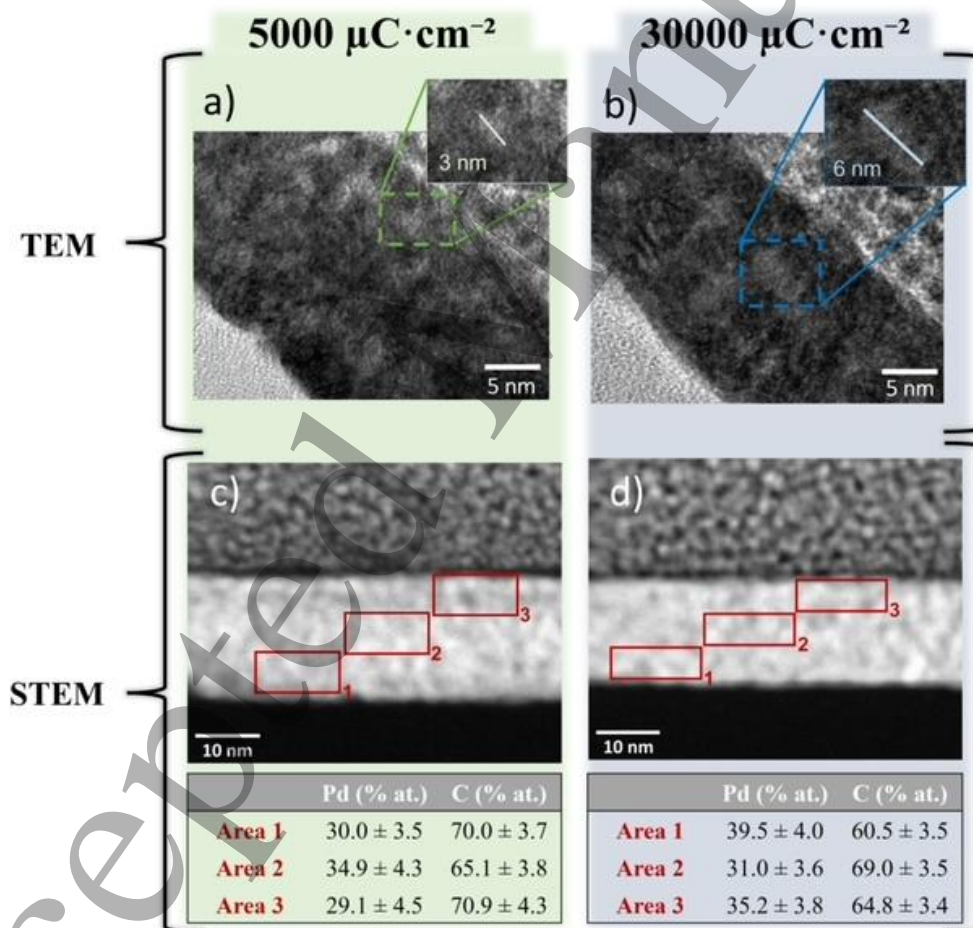 5000 μC·cm⁻² 30000 μC·cm⁻²
TEM
a)
3 nm
5 nm
b)
6 nm
5 nm
STEM
c)
1
2
3
10 nm
d)
1
2
3
10 nm
Pd (% at.) C (% at.)
Area 1 30.0 ± 3.5 70.0 ± 3.7
Area 2 34.9 ± 4.3 65.1 ± 3.8
Area 3 29.1 ± 4.5 70.9 ± 4.3
Pd (% at.) C (% at.)
Area 1 39.5 ± 4.0 60.5 ± 3.5
Area 2 31.0 ± 3.6 69.0 ± 3.5
Area 3 35.2 ± 3.8 64.8 ± 3.4